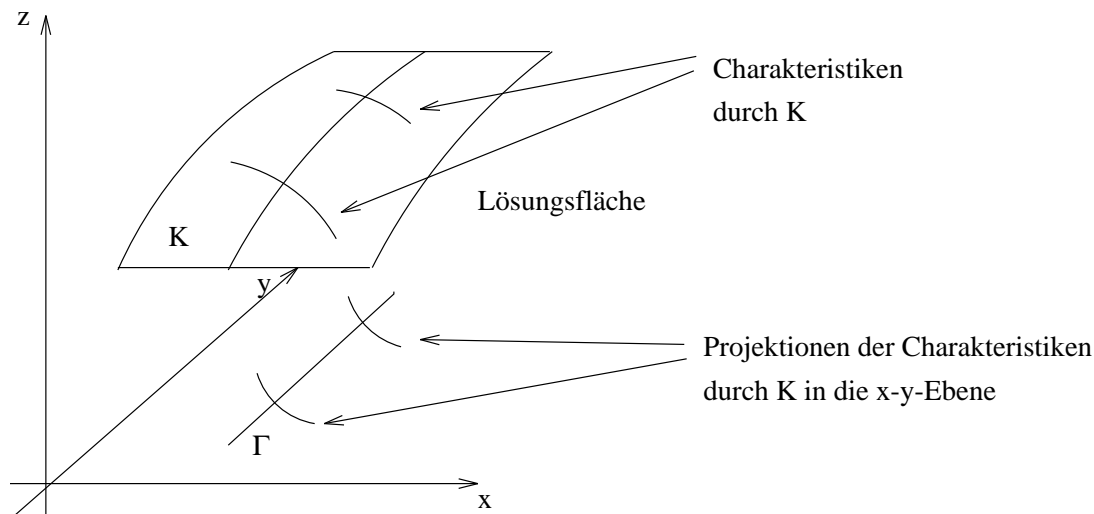 z
Charakteristiken
durch K
Lösungsfläche
K
y
Projektionen der Charakteristiken
durch K in die x-y-Ebene
Γ
x